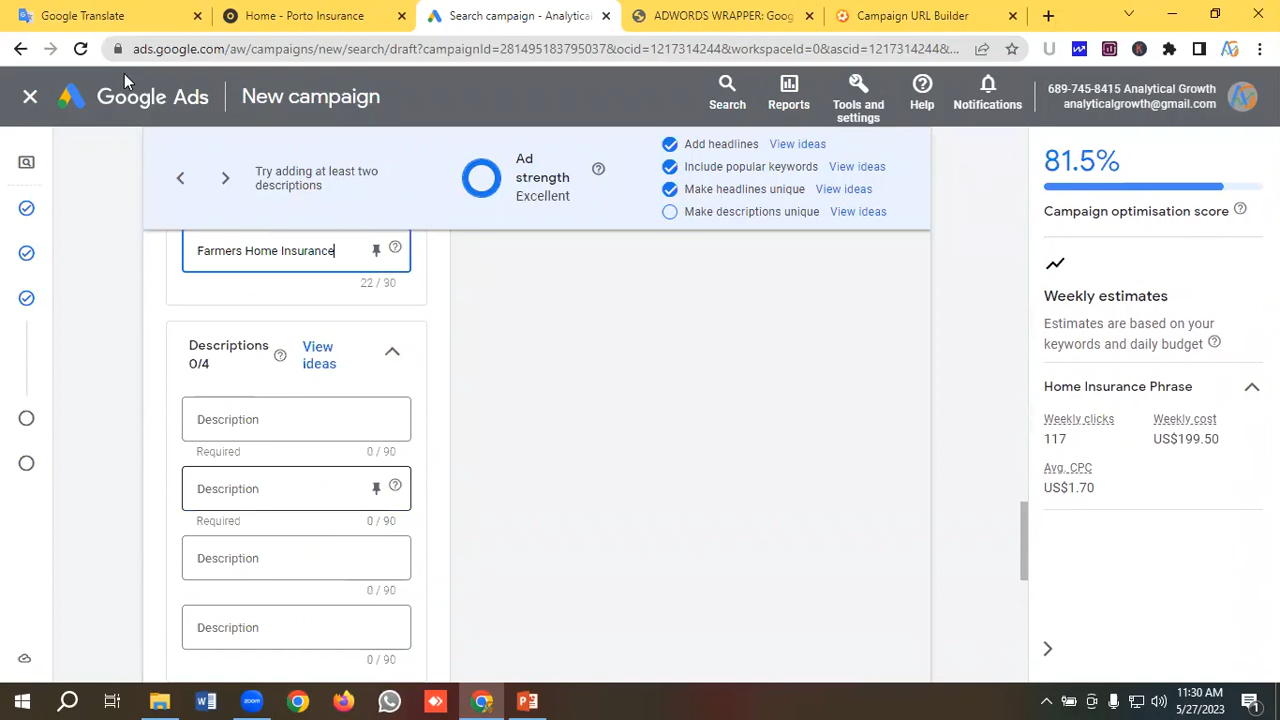 Google Translate
Home - Porto Insurance
Search campaign - Analytical
ADWORDS WRAPPER: Goog
Campaign URL Builder
ads.google.com/aw/campaigns/new/search/draft?campaignId=281495183795037&ocid=12173142448&workspaceId=0&ascid=12173142448&...
Google Ads
New campaign
Search
Reports
Tools and settings
Help
Notifications
689-745-8415 Analytical Growth
analyticalgrowth@gmail.com
Try adding at least two
descriptions
Ad
strength
Excellent
Add headlines View ideas
Include popular keywords View ideas
Make headlines unique View ideas
Make descriptions unique View ideas
81.5%
Campaign optimisation score
Farmers Home Insurance
22 / 30
Descriptions
0/4
View
ideas
Description
Required 0 / 90
Description
Required 0 / 90
Description
0 / 90
Description
0 / 90
Weekly estimates
Estimates are based on your
keywords and daily budget
Home Insurance Phrase
Weekly clicks Weekly cost
117 US$199.50
Avg. CPC
US$1.70
11:30 AM
5/27/2023